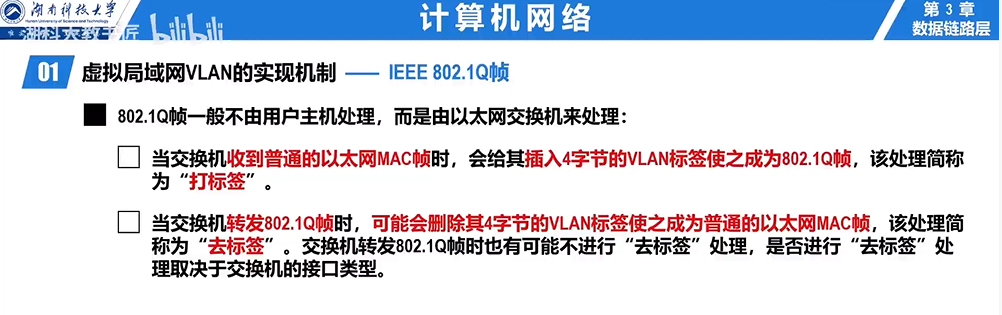 湖南科技大学
Hunan University of Science and Technology
湖科大教书匠 bilibili
计算机网络
第 3 章
数据链路层
01 虚拟局域网VLAN的实现机制 —— IEEE 802.1Q帧
802.1Q帧一般不由用户主机处理，而是由以太网交换机来处理：
当交换机收到普通的以太网MAC帧时，会给其插入4字节的VLAN标签使之成为802.1Q帧，该处理简称
为“打标签”。
当交换机转发802.1Q帧时，可能会删除其4字节的VLAN标签使之成为普通的以太网MAC帧，该处理简
称为“去标签”。交换机转发802.1Q帧时也有可能不进行“去标签”处理，是否进行“去标签”处
理取决于交换机的接口类型。